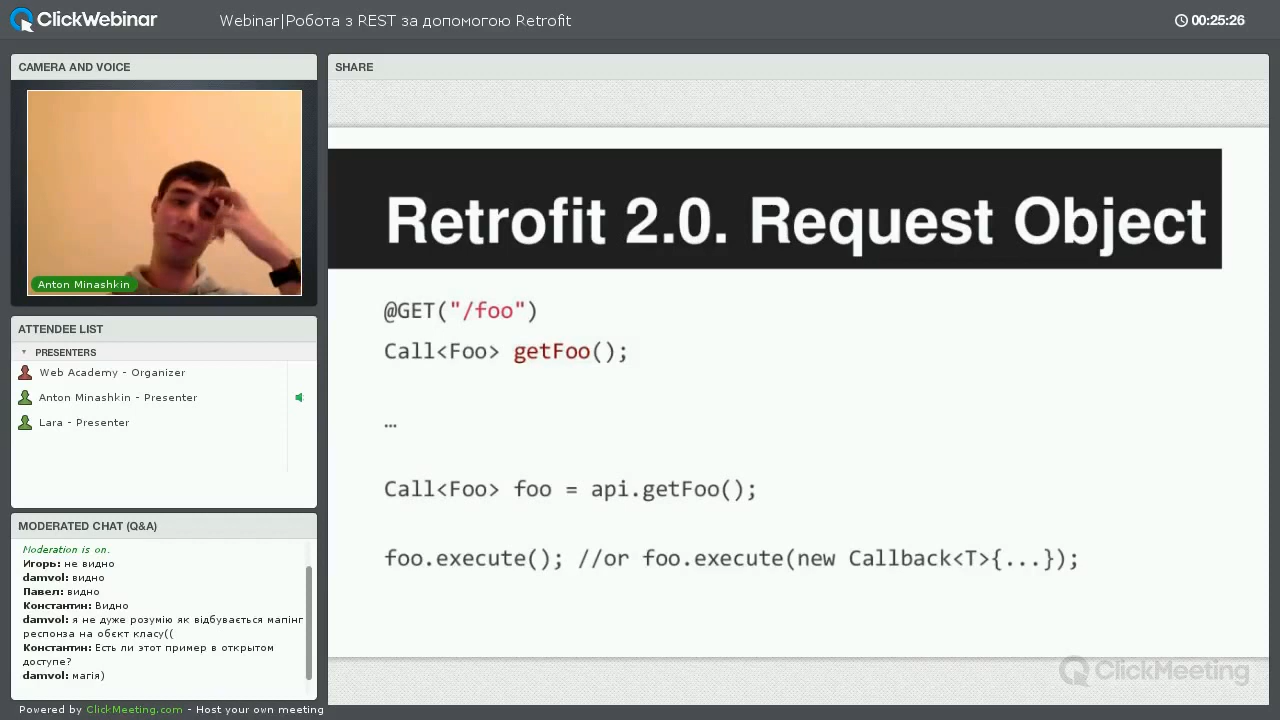 ClickWebinar
Webinar|Робота з REST за допомогою Retrofit
00:25:26
CAMERA AND VOICE
Anton Minashkin
ATTENDEE LIST
PRESENTERS
Web Academy - Organizer
Anton Minashkin - Presenter
Lara - Presenter
MODERATED CHAT (Q&A)
Moderation is on.
Игорь: не видно
damvol: видно
Павел: видно
Константин: Видно
damvol: я не дуже розумію як відбувається мапінг
респонза на обєкт класу((
Константин: Есть ли этот пример в открытом
доступе?
damvol: магія)
SHARE
Retrofit 2.0. Request Object
@GET("/foo")
Call<Foo> getFoo();
…
Call<Foo> foo = api.getFoo();
foo.execute(); //or foo.execute(new Callback<T>{...});
ClickMeeting
Powered by ClickMeeting.com - Host your own meeting